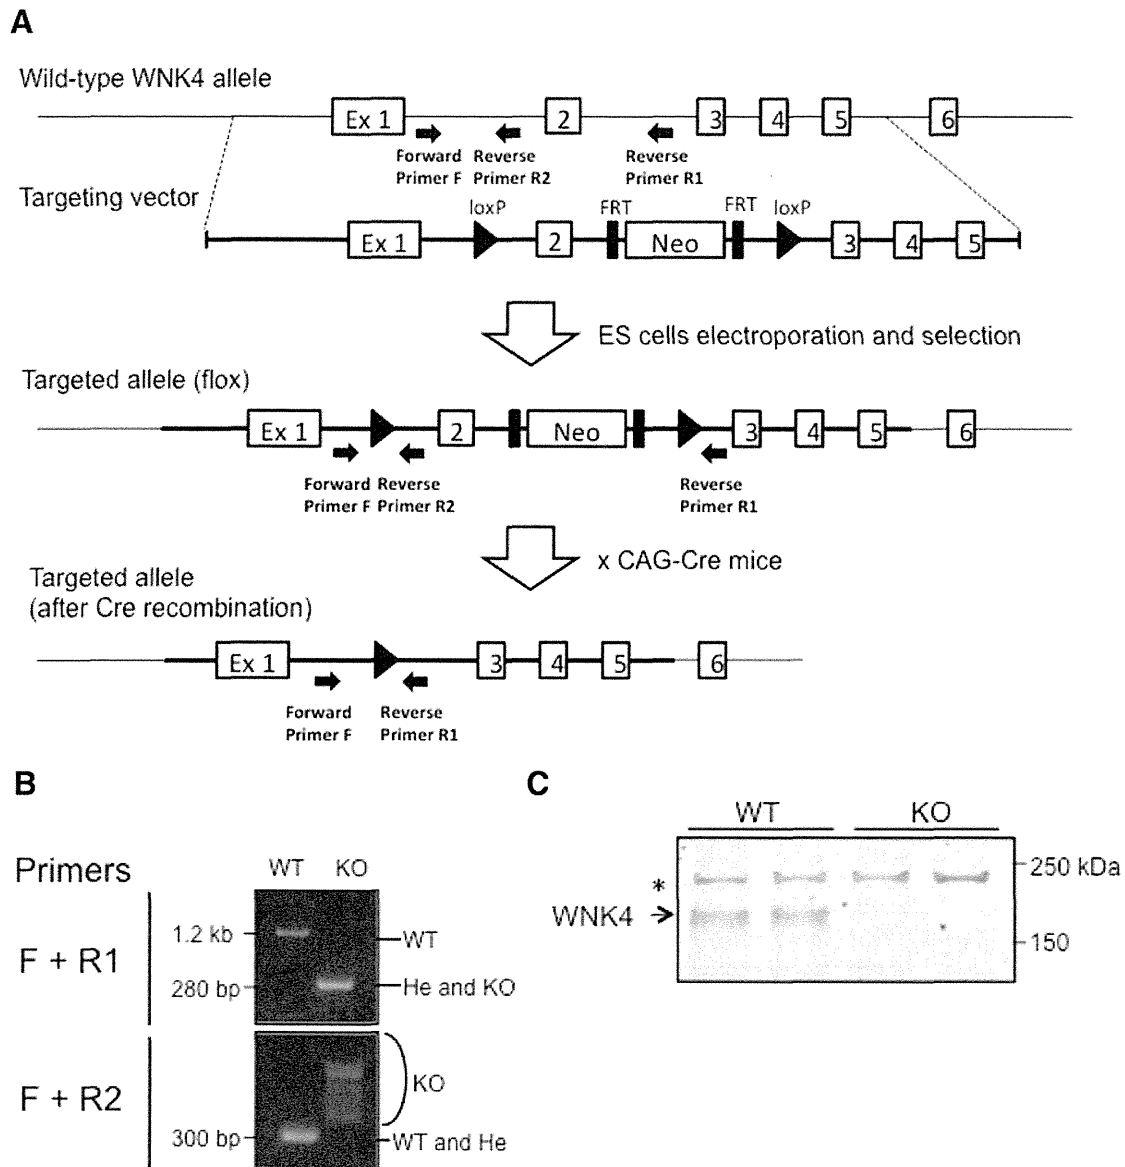 A
Wild-type WNK4 allele
Ex 1
2
3
4
5
6
Forward
Primer F
Reverse
Primer R2
Reverse
Primer R1
Targeting vector
loxP
FRT
FRT
loxP
Ex 1
2
Neo
3
4
5
ES cells electroporation and selection
Targeted allele (flox)
Ex 1
2
Neo
3
4
5
6
Forward
Primer F
Reverse
Primer R2
Reverse
Primer R1
x CAG-Cre mice
Targeted allele
(after Cre recombination)
Ex 1
3
4
5
6
Forward
Primer F
Reverse
Primer R1
B
Primers
WT KO
F + R1
1.2 kb
WT
280 bp
He and KO
F + R2
KO
300 bp
WT and He
C
WT KO
250 kDa
*
WNK4
150